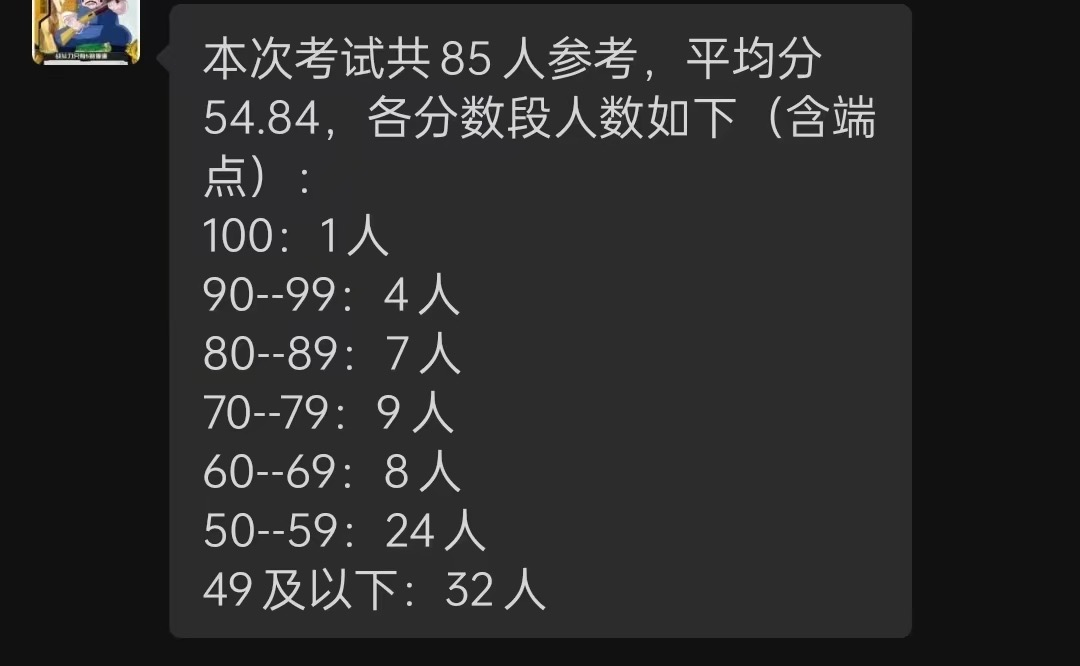 本次考试共 85 人参考，平均分
54.84，各分数段人数如下（含端
点）：
100：1 人
90--99：4 人
80--89：7 人
70--79：9 人
60--69：8 人
50--59：24 人
49 及以下：32 人